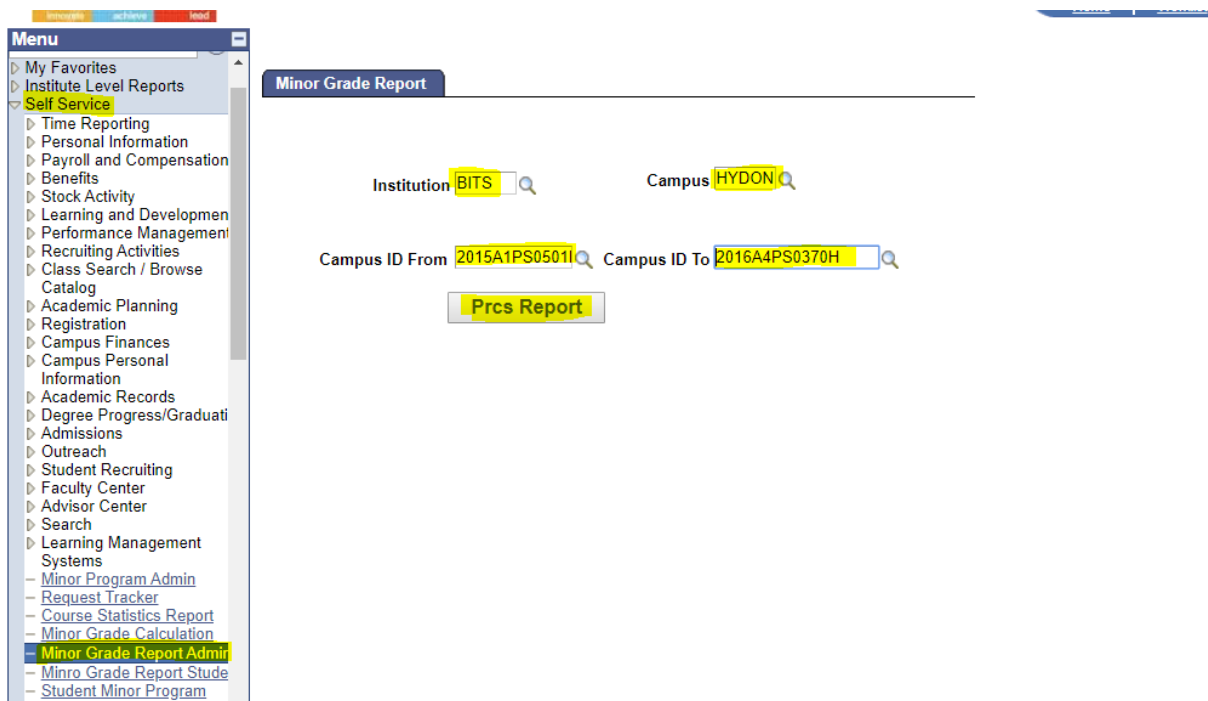 innovate achieve lead
Menu
My Favorites
Institute Level Reports
Self Service
Time Reporting
Personal Information
Payroll and Compensation
Benefits
Stock Activity
Learning and Developmen
Performance Management
Recruiting Activities
Class Search / Browse
Catalog
Academic Planning
Registration
Campus Finances
Campus Personal
Information
Academic Records
Degree Progress/Graduati
Admissions
Outreach
Student Recruiting
Faculty Center
Advisor Center
Search
Learning Management
Systems
Minor Program Admin
Request Tracker
Course Statistics Report
Minor Grade Calculation
Minor Grade Report Admin
Minro Grade Report Stude
Student Minor Program
Minor Grade Report
Institution BITS Campus HYDON
Campus ID From 2015A1PS0501 Campus ID To 2016A4PS0370H
Prcs Report